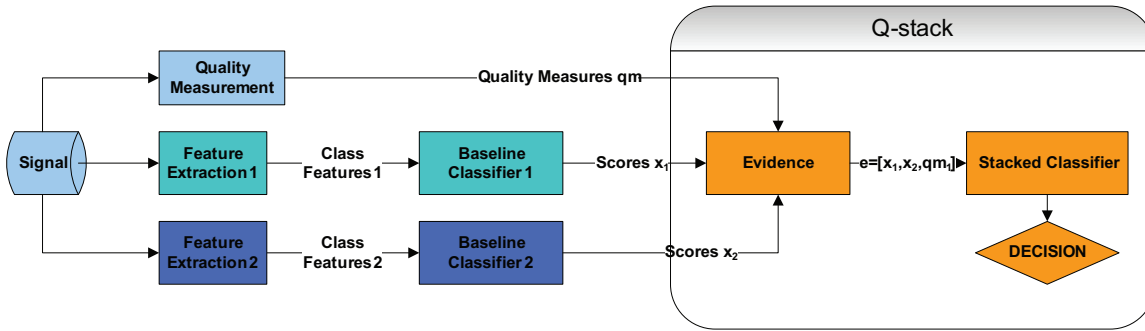 Q-stack
Quality
Measurement
Quality Measures qm
Signal
Feature
Extraction 1
Class
Features 1
Baseline
Classifier 1
Scores x₁
Evidence
e=[x₁,x₂,qm₁]
Stacked Classifier
Feature
Extraction 2
Class
Features 2
Baseline
Classifier 2
Scores x₂
DECISION